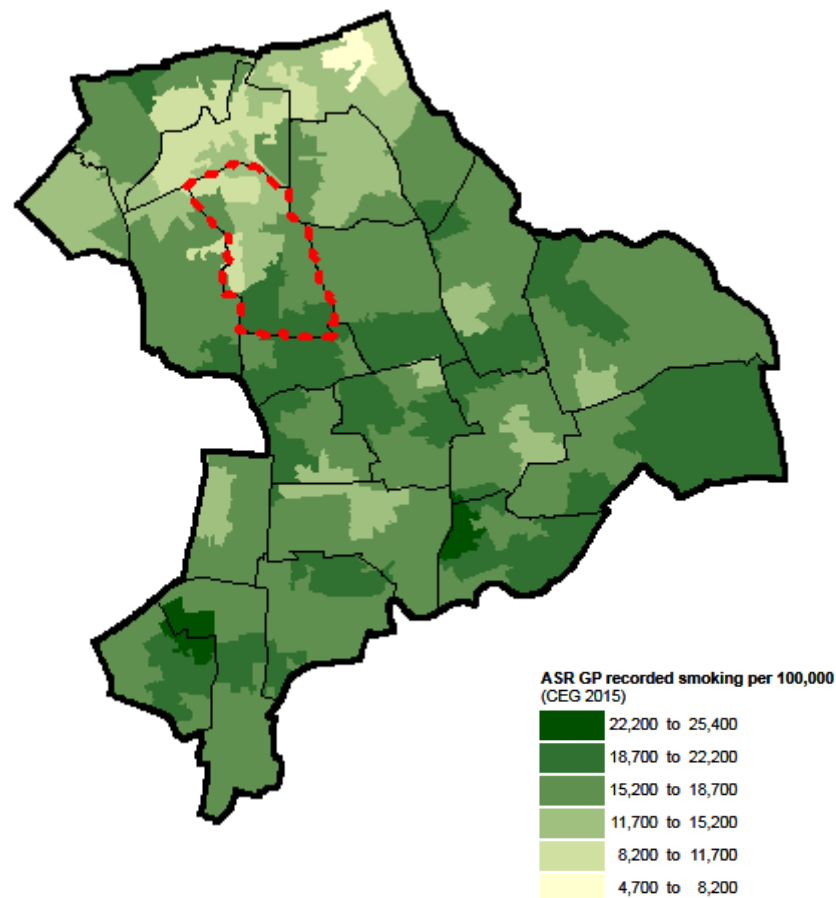 ASR GP recorded smoking per 100,000
(CEG 2015)
22,200 to 25,400
18,700 to 22,200
15,200 to 18,700
11,700 to 15,200
8,200 to 11,700
4,700 to 8,200